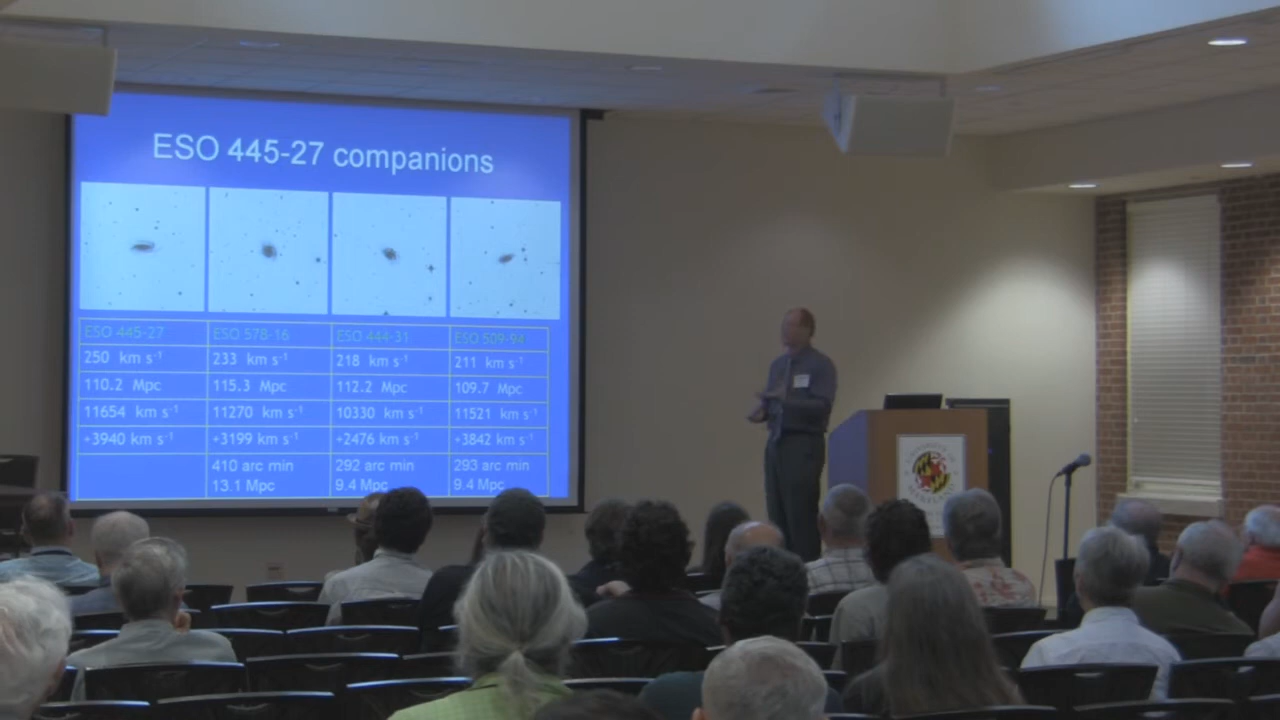 ESO 445-27 companions
ESO 445-27 ESO 578-16 ESO 444-31 ESO 509-94
250 km s⁻¹ 233 km s⁻¹ 218 km s⁻¹ 211 km s⁻¹
110.2 Mpc 115.3 Mpc 112.2 Mpc 109.7 Mpc
11654 km s⁻¹ 11270 km s⁻¹ 10330 km s⁻¹ 11521 km s⁻¹
+3940 km s⁻¹ +3199 km s⁻¹ +2476 km s⁻¹ +3842 km s⁻¹
410 arc min 292 arc min 293 arc min
13.1 Mpc 9.4 Mpc 9.4 Mpc